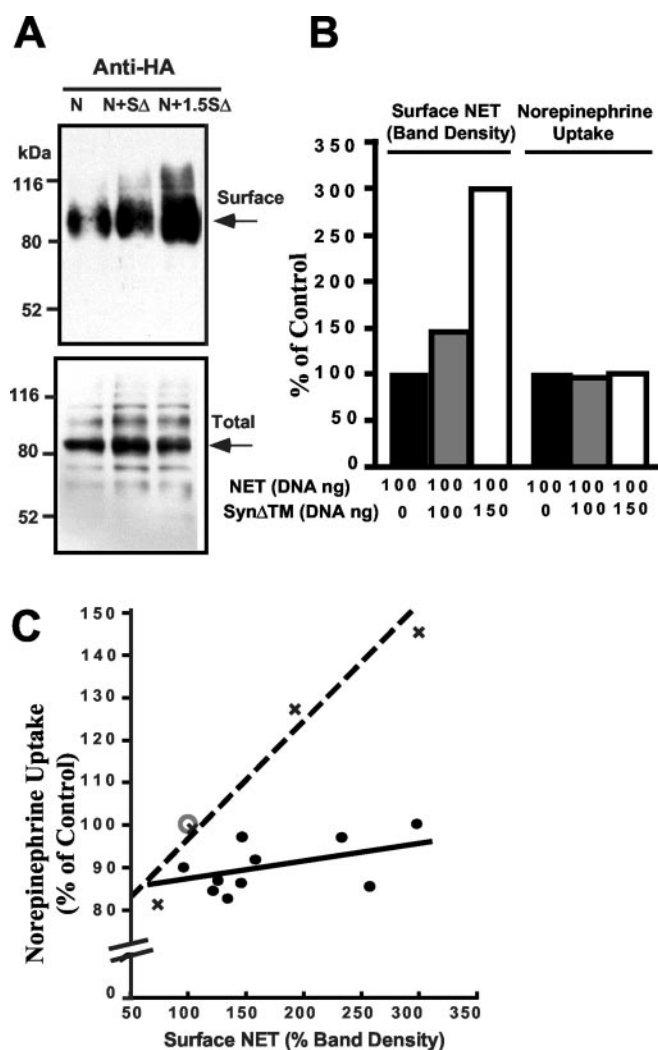 A
Anti-HA
N N+SΔ N+1.5SΔ
kDa
116
80
52
Surface
116
80
52
Total
B
Surface NET
(Band Density)
Norepinephrine
Uptake
% of Control
350
300
250
200
150
100
50
0
NET (DNA ng) 100 100 100 100 100 100
SynΔTM (DNA ng) 0 100 150 0 100 150
C
Norepinephrine Uptake
(% of Control)
150
140
130
120
110
100
90
80
0
50 100 150 200 250 300 350
Surface NET (% Band Density)